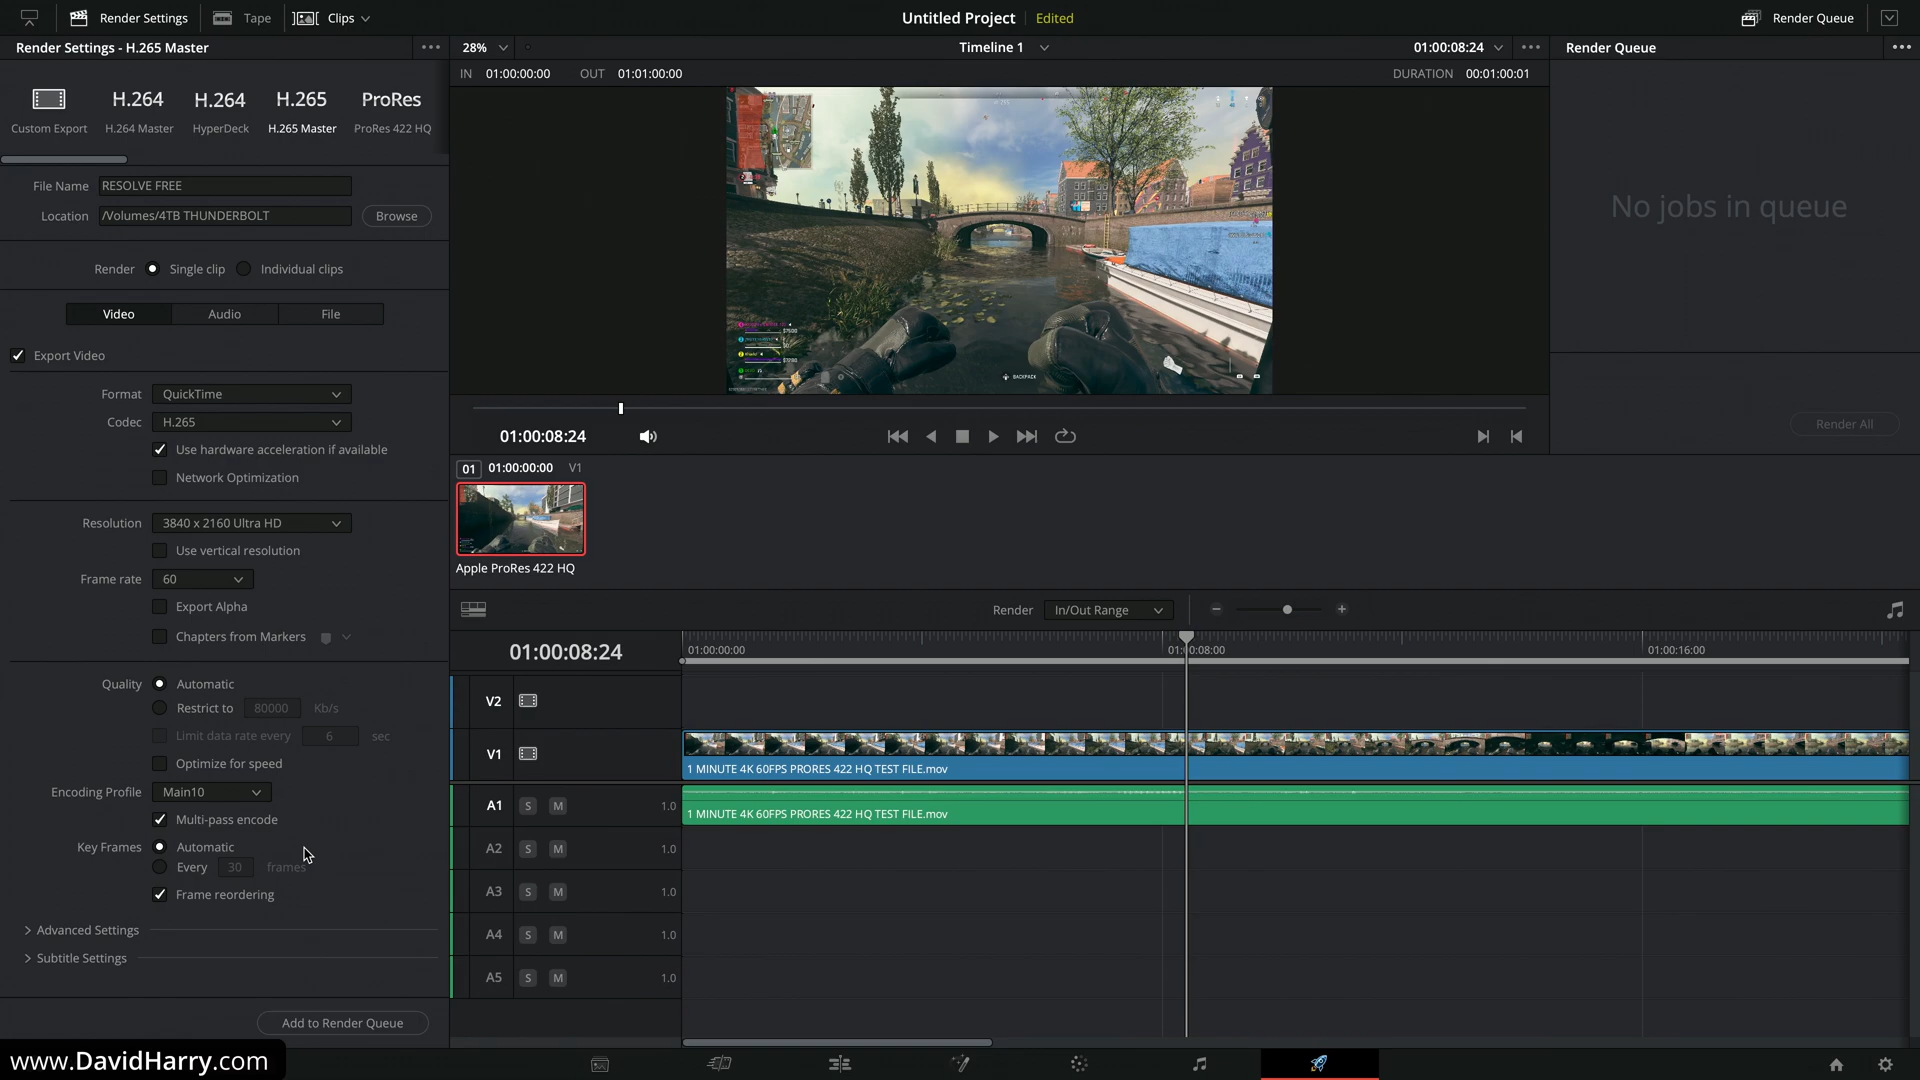 Render Settings
Tape
Clips
Untitled Project
Edited
Render Queue
Render Settings - H.265 Master
28%
Timeline 1
01:00:08:24
Render Queue
IN 01:00:00:00 OUT 01:01:00:00
DURATION 00:01:00:01
H.264 H.264 H.265 ProRes
Custom Export H.264 Master HyperDeck H.265 Master ProRes 422 HQ
File Name RESOLVE FREE
Location /Volumes/4TB THUNDERBOLT Browse
No jobs in queue
Render Single clip Individual clips
Video Audio File
Export Video
BACKPACK
Format QuickTime
Codec H.265
Use hardware acceleration if available
Network Optimization
01:00:08:24
Render All
01 01:00:00:00 V1
Apple ProRes 422 HQ
Resolution 3840 x 2160 Ultra HD
Use vertical resolution
Frame rate 60
Export Alpha
Chapters from Markers
Render In/Out Range
01:00:08:24
01:00:00:00
01:00:08:00
01:00:16:00
Quality Automatic
Restrict to 80000 Kb/s
Limit data rate every 6 sec
Optimize for speed
Encoding Profile Main10
Multi-pass encode
Key Frames Automatic
Every 30 frames
Frame reordering
Advanced Settings
Subtitle Settings
Add to Render Queue
V2
V1
1 MINUTE 4K 60FPS PRORES 422 HQ TEST FILE.mov
A1 S M 1.0
1 MINUTE 4K 60FPS PRORES 422 HQ TEST FILE.mov
A2 S M 1.0
A3 S M 1.0
A4 S M 1.0
A5 S M 1.0
www.DavidHarry.com